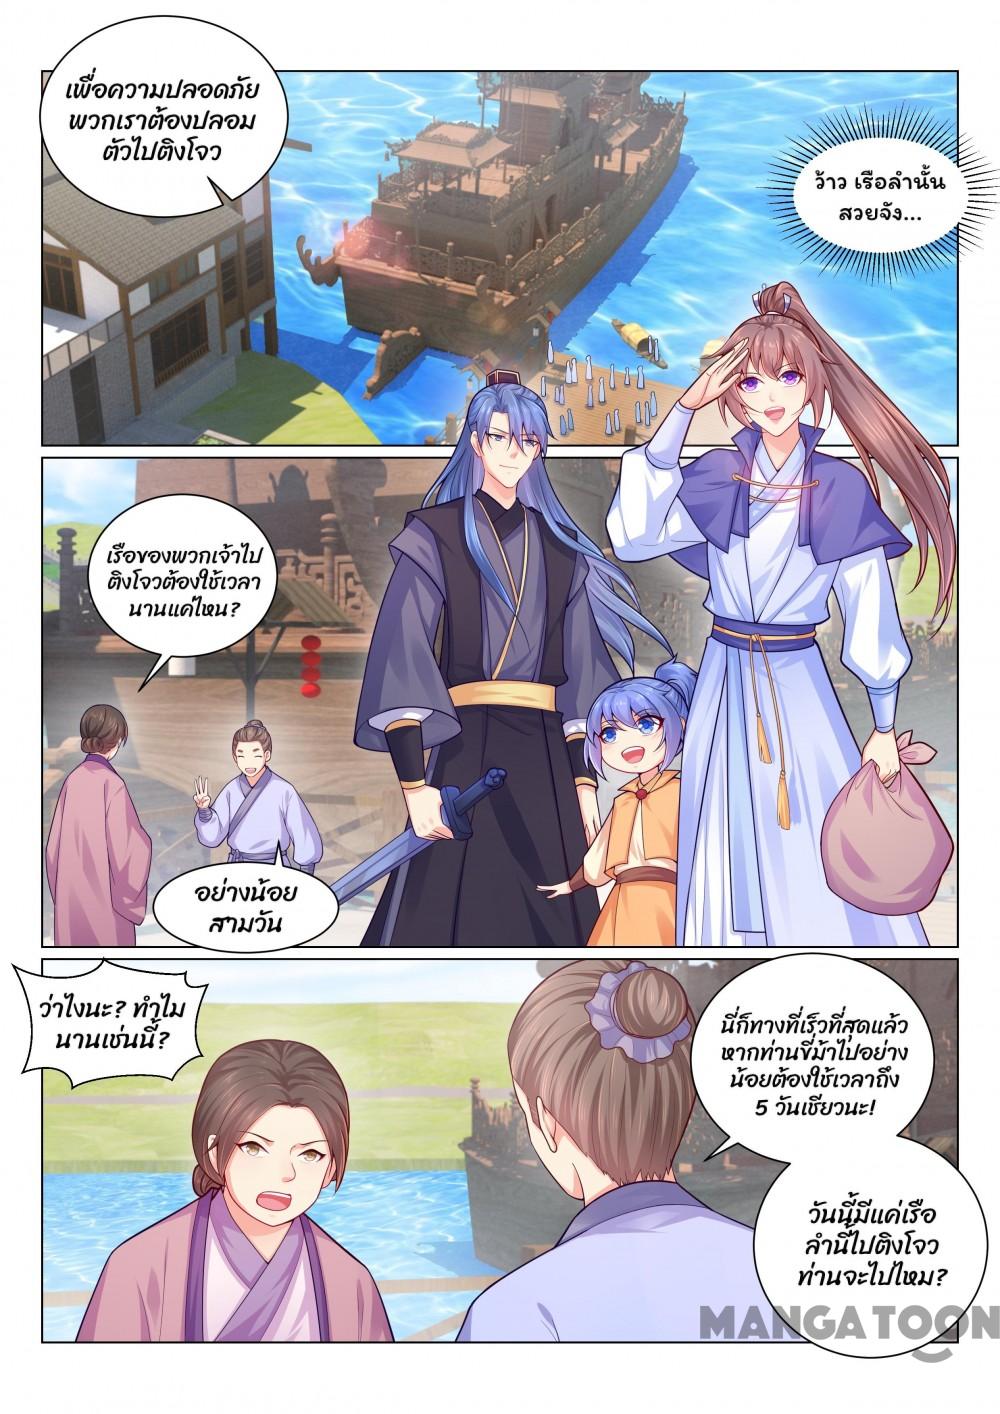 เพื่อความปลอดภัย
พวกเราต้องปลอม
ตัวไปติงโจว
ว้าว เรือลำนั้น
สวยจัง...
เรือของพวกเจ้าไป
ติงโจวต้องใช้เวลา
นานแค่ไหน?
อย่างน้อย
สามวัน
ว่าไงนะ? ทำไม
นานเช่นนี้?
นี่ก็ทางที่เร็วที่สุดแล้ว
หากท่านขี่ม้าไปอย่าง
น้อยต้องใช้เวลาถึง
5 วันเชียวนะ!
วันนี้มีแค่เรือ
ลำนี้ไปติงโจว
ท่านจะไปไหม?
MANGATOON